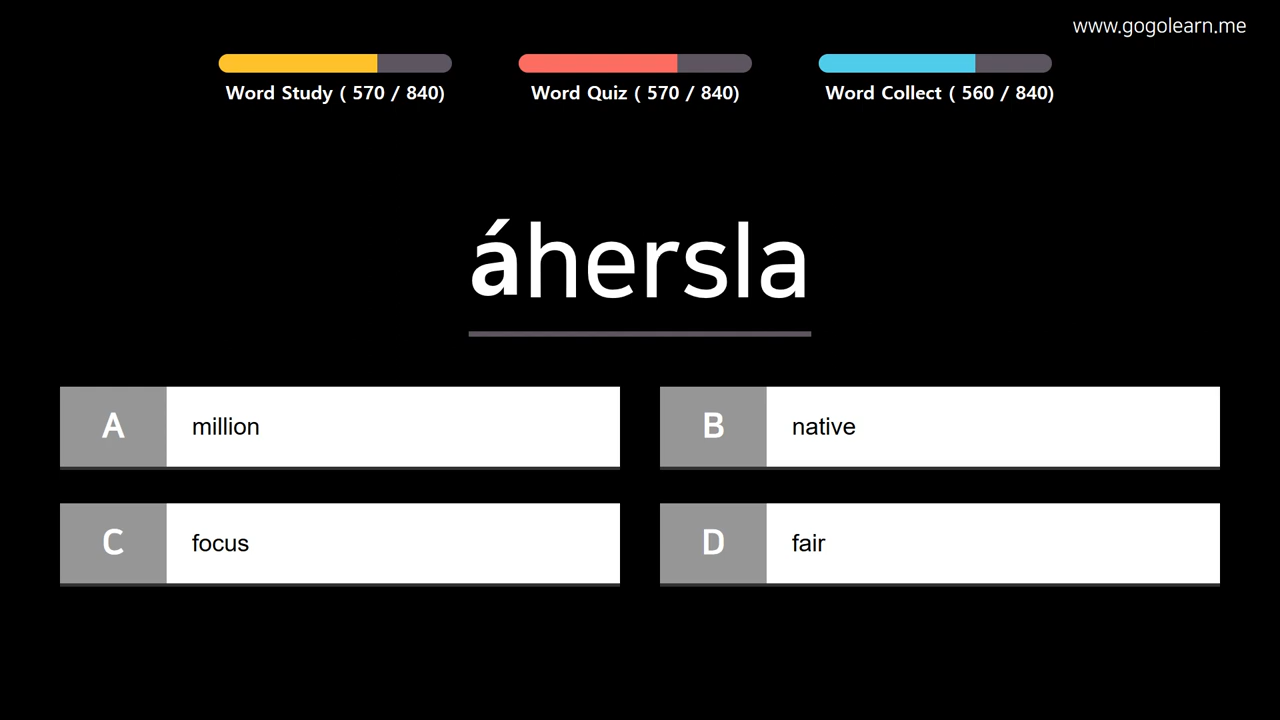 www.gogolearn.me
Word Study ( 570 / 840) Word Quiz ( 570 / 840) Word Collect ( 560 / 840)
áhersla
A million B native
C focus D fair